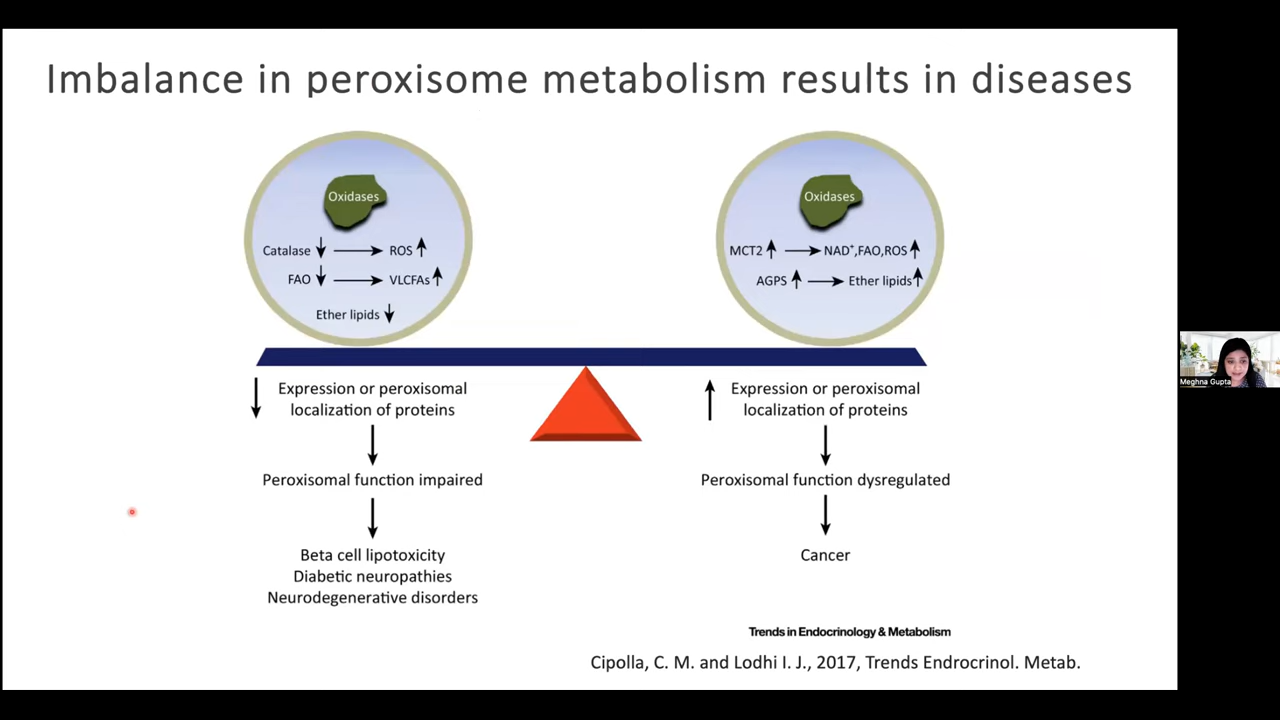 Imbalance in peroxisome metabolism results in diseases
Oxidases
Catalase ↓ → ROS ↑
FAO ↓ → VLCFAs ↑
Ether lipids ↓
Oxidases
MCT2 ↑ → NAD⁺,FAO,ROS ↑
AGPS ↑ → Ether lipids ↑
↓ Expression or peroxisomal
localization of proteins
Peroxisomal function impaired
Beta cell lipotoxicity
Diabetic neuropathies
Neurodegenerative disorders
↑ Expression or peroxisomal
localization of proteins
Peroxisomal function dysregulated
Cancer
Trends in Endocrinology & Metabolism
Cipolla, C. M. and Lodhi I. J., 2017, Trends Endrocrinol. Metab.
Meghna Gupta